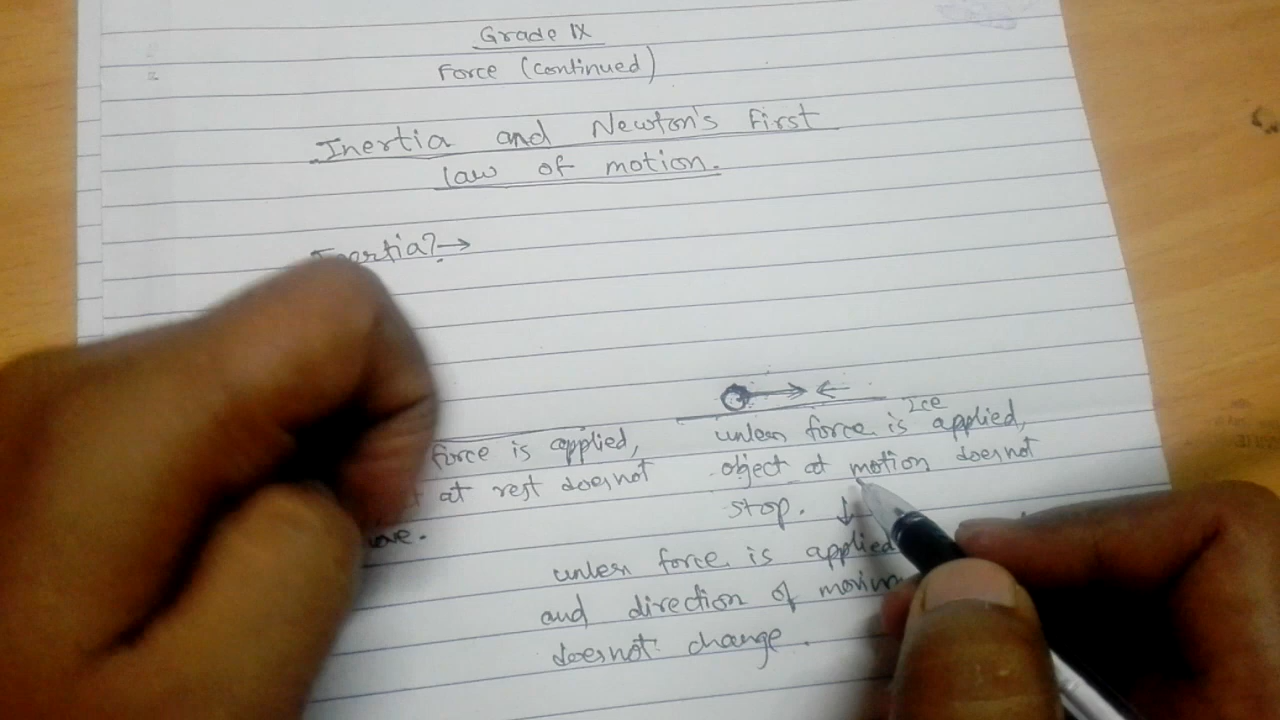 Grade IX
Force (continued)
Inertia and Newton's First
law of motion.
Inertia? →
Ice
force is applied,
at rest doesnot
unless force is applied,
object at motion doesnot
stop.
unless force is applied
and direction of
doesnot change.